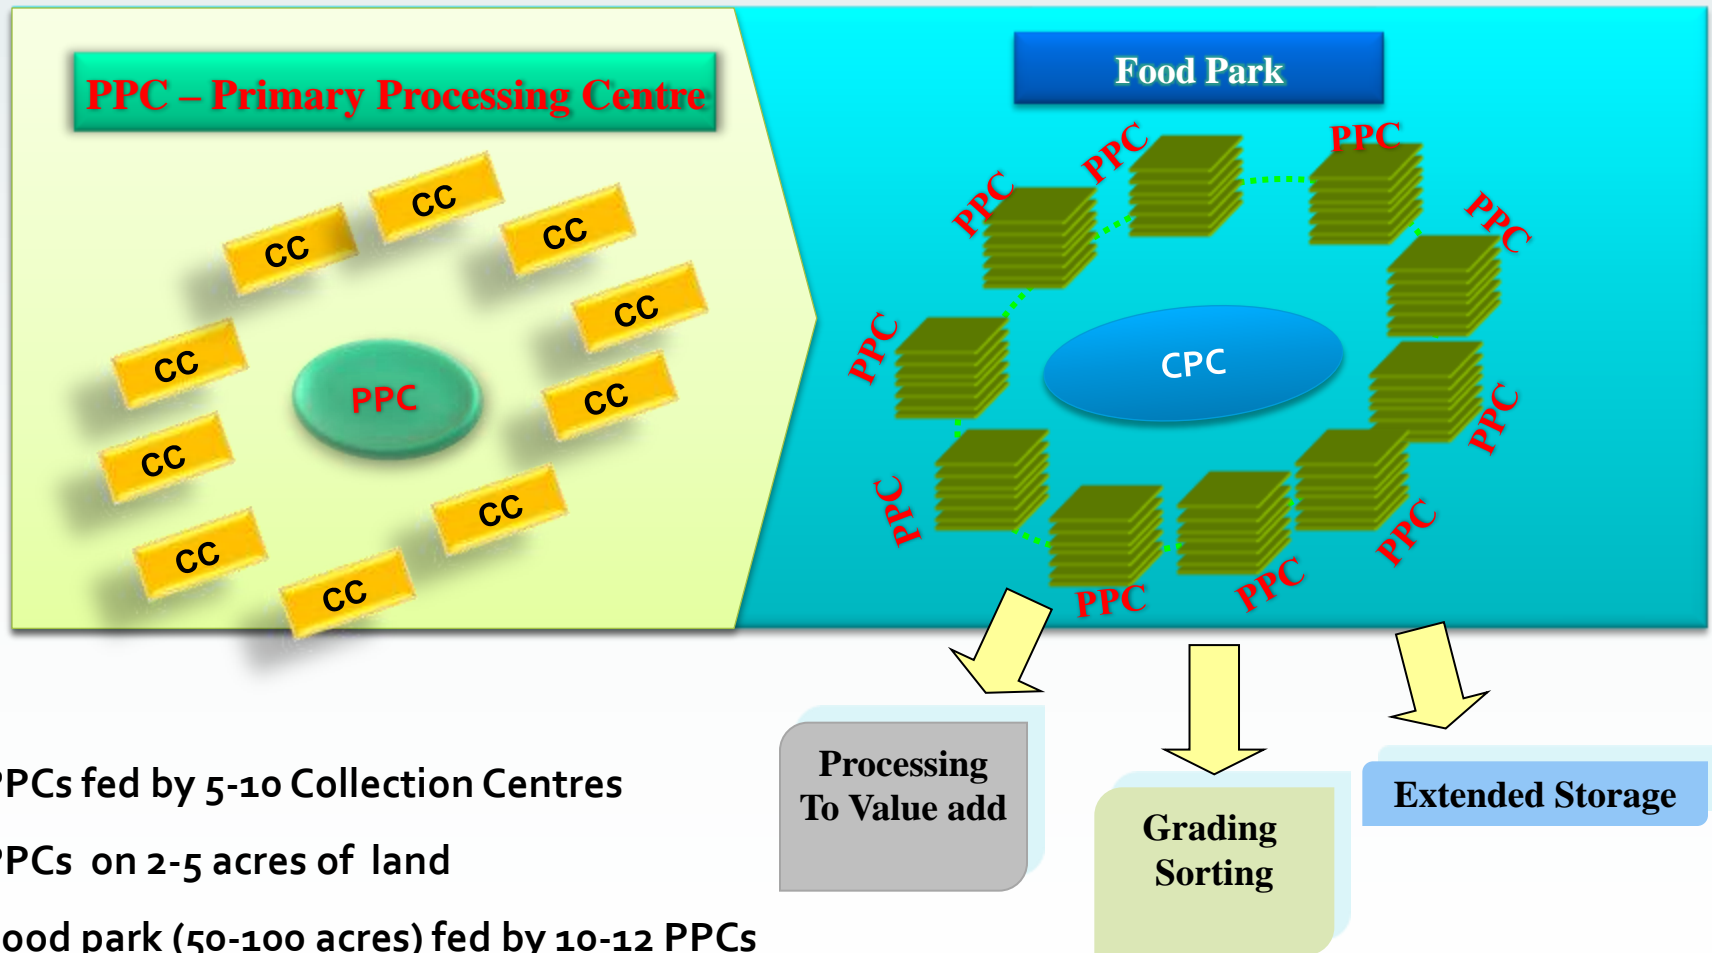 PPC – Primary Processing Centre
CC
CC
CC
CC
CC
CC
CC
CC
CC
CC
PPC
Food Park
PPC
PPC
PPC
PPC
PPC
PPC
PPC
PPC
PPC
PPC
CPC
Processing
To Value add
Grading
Sorting
Extended Storage
PPCs fed by 5-10 Collection Centres
PPCs on 2-5 acres of land
ood park (50-100 acres) fed by 10-12 PPCs